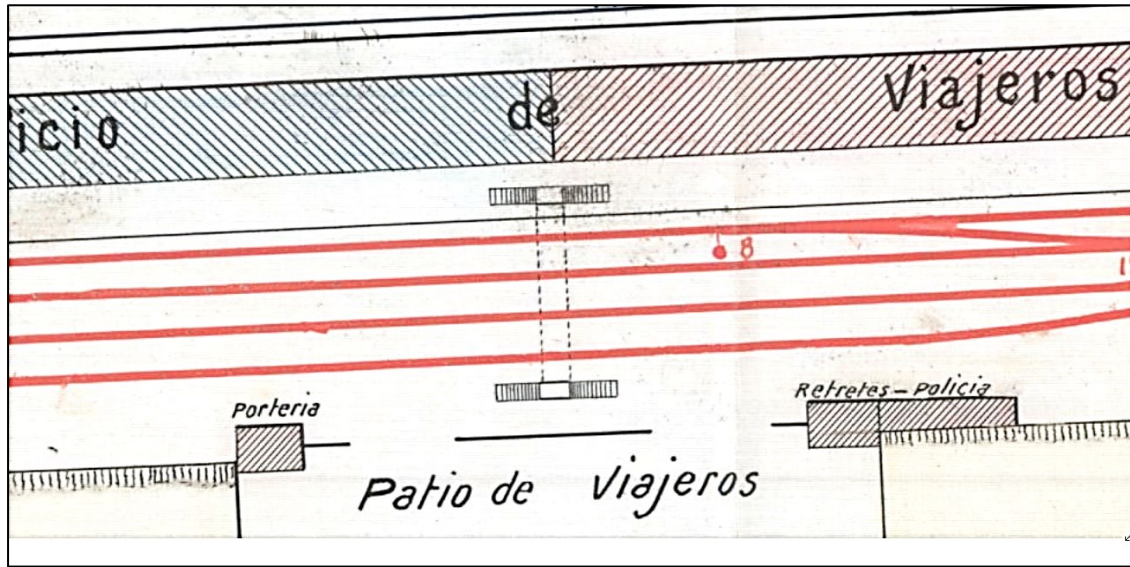 icio de Viajeros
8
Porteria
Retretes-Policia
Patio de Viajeros